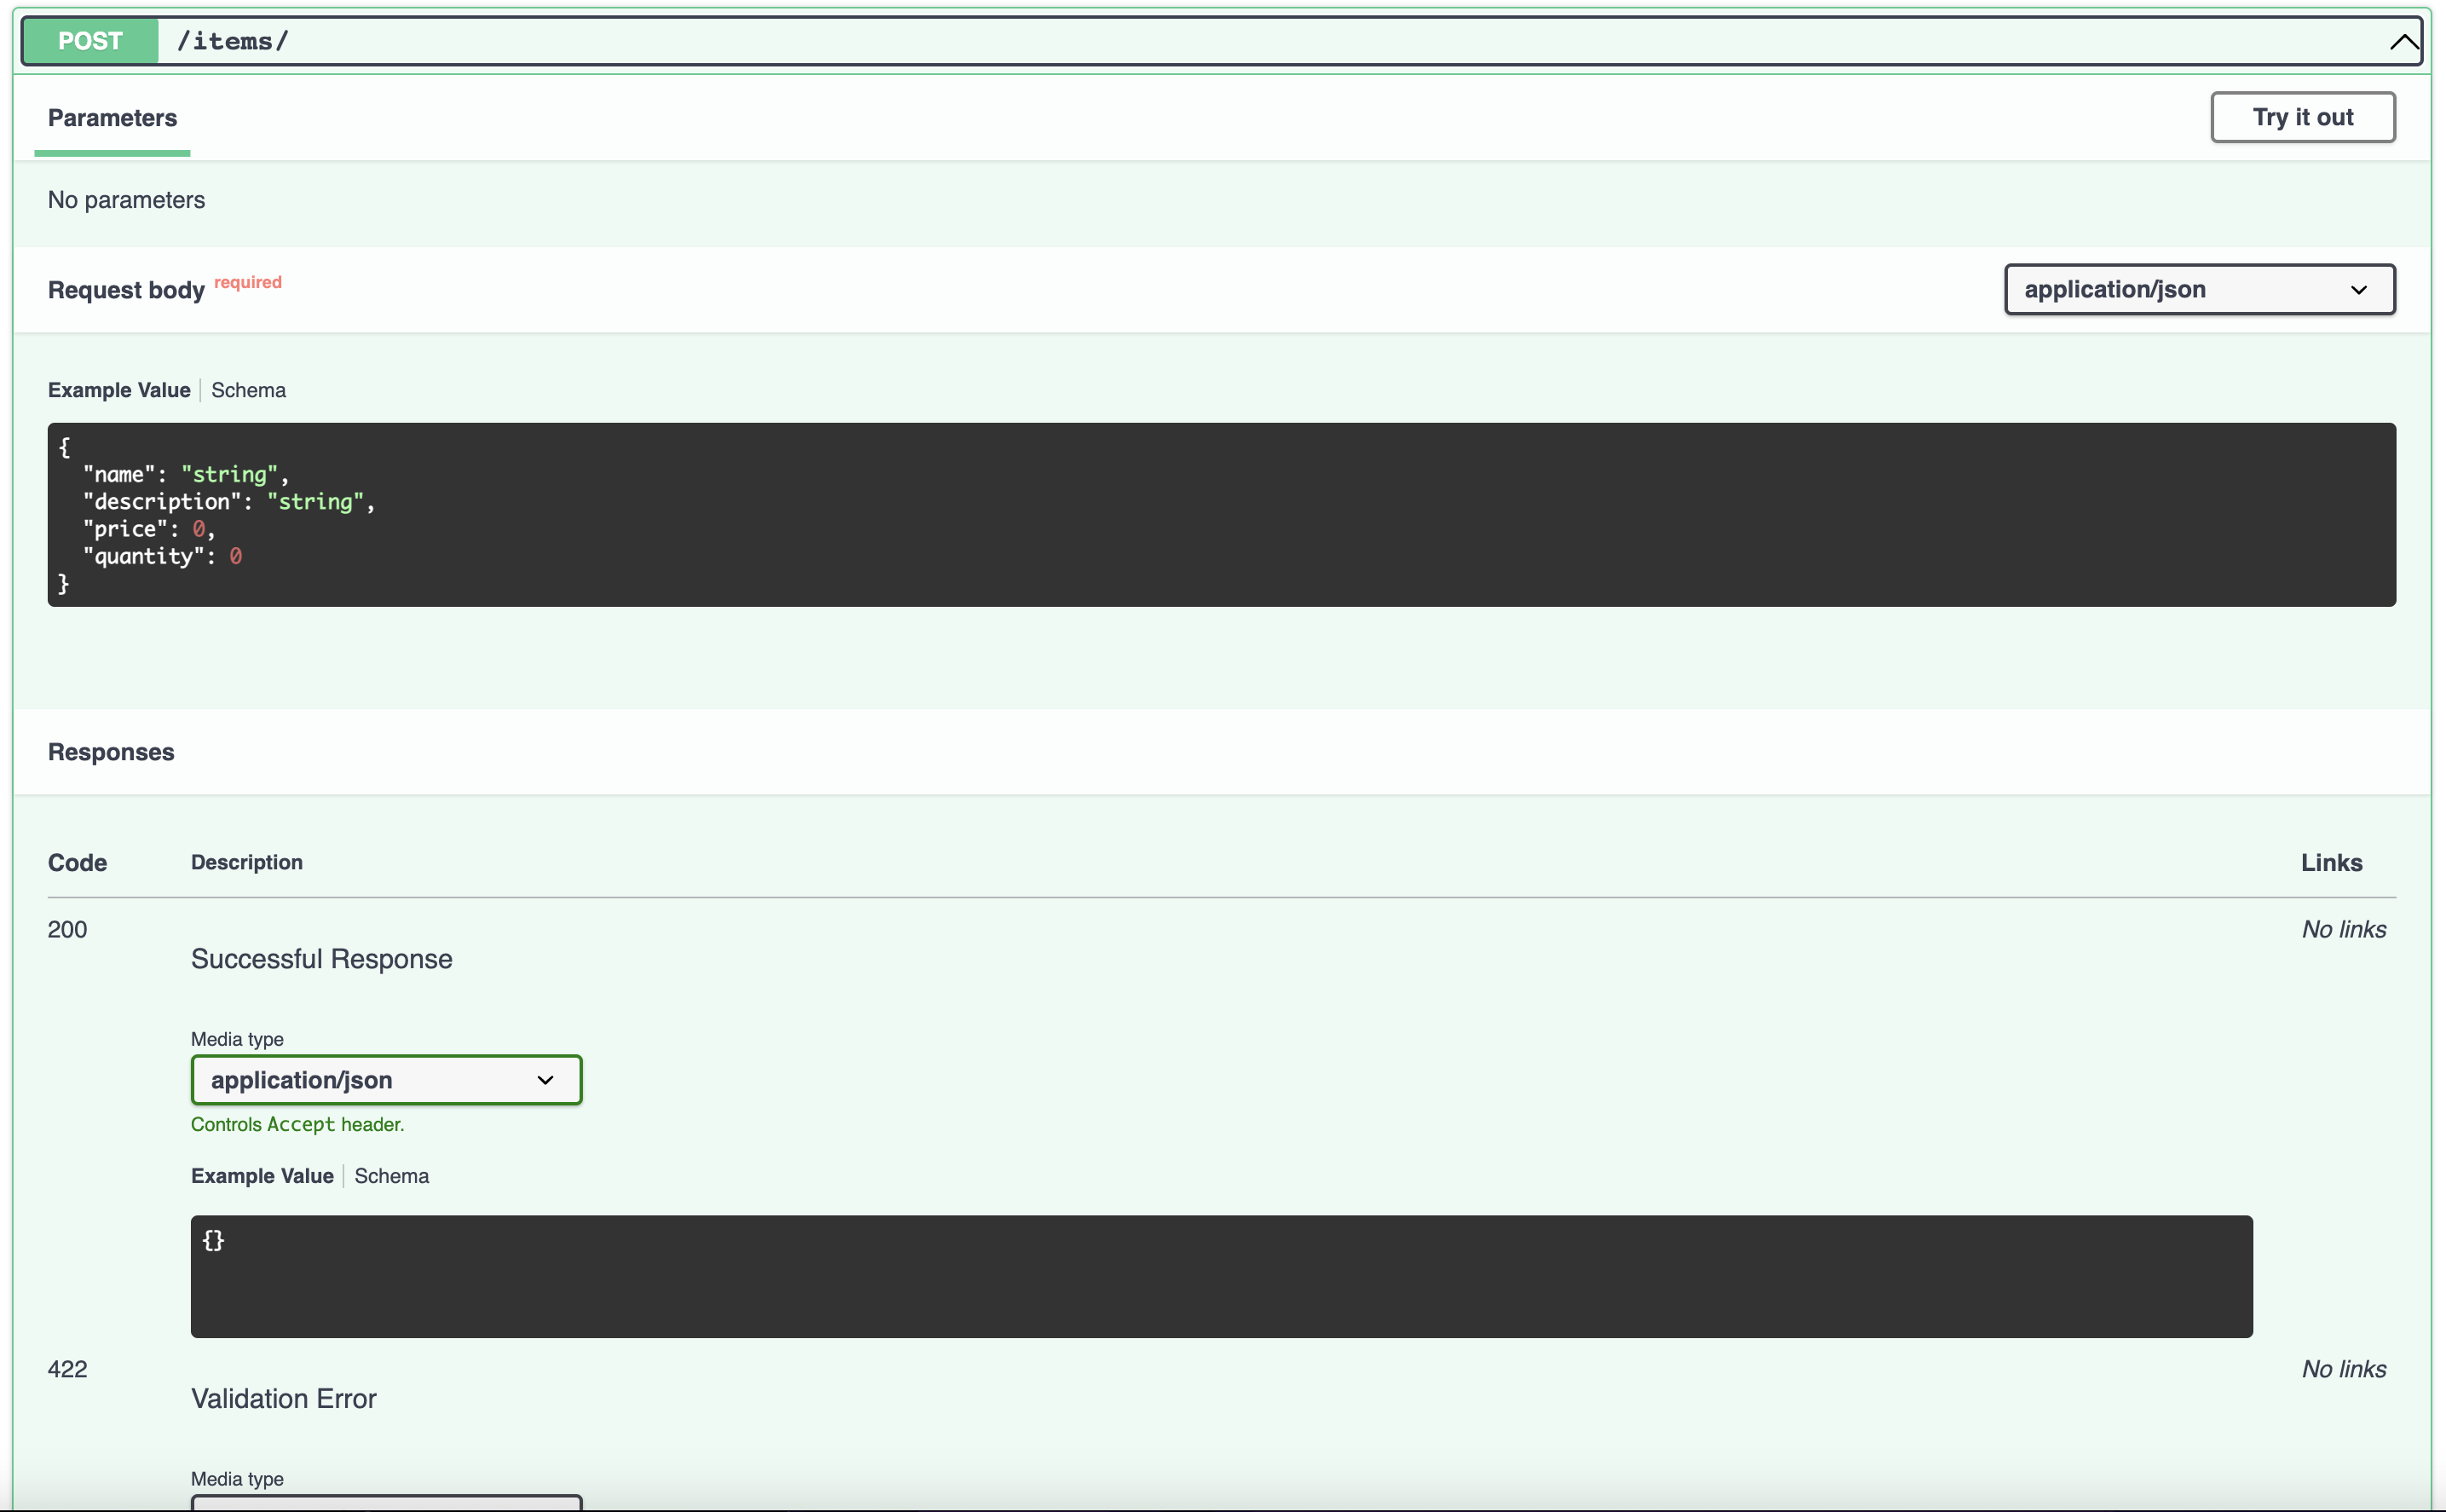 POST /items/
Parameters
Try it out
No parameters
Request body required
application/json
Example Value Schema
{
"name": "string",
"description": "string",
"price": 0,
"quantity": 0
}
Responses
Code Description Links
200 No links
Successful Response
Media type
application/json
Controls Accept header.
Example Value Schema
{}
422 No links
Validation Error
Media type